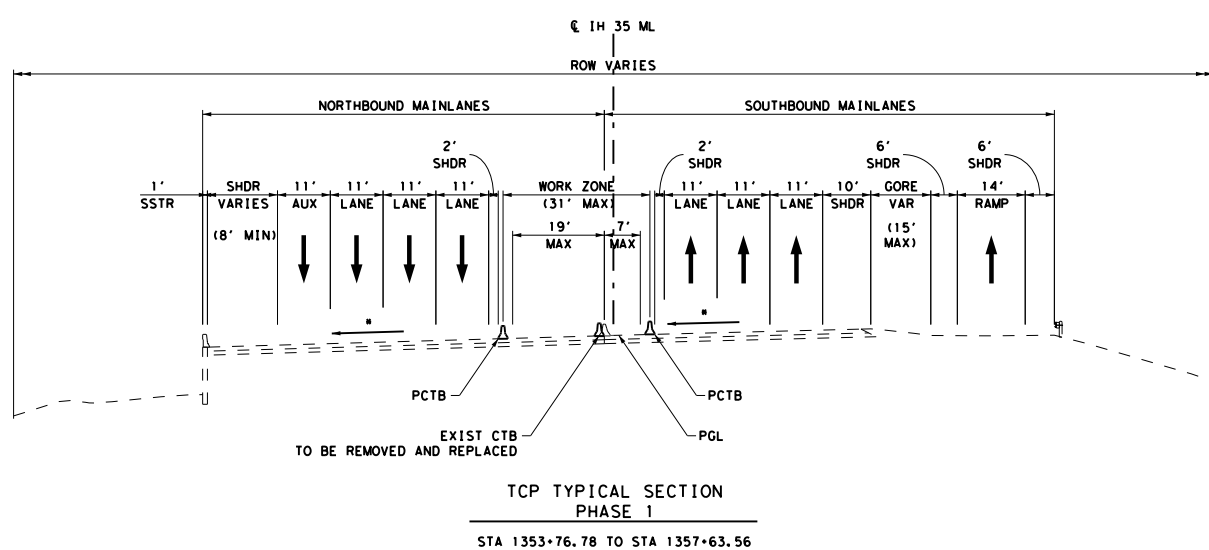 ℄ IH 35 ML
ROW VARIES
NORTHBOUND MAINLANES
SOUTHBOUND MAINLANES
1'
SSTR
SHDR
VARIES
(8' MIN)
11'
AUX
11'
LANE
11'
LANE
11'
LANE
2'
SHDR
WORK ZONE
(31' MAX)
19'
MAX
7'
MAX
2'
SHDR
11'
LANE
11'
LANE
11'
LANE
10'
SHDR
GORE
VAR
(15'
MAX)
6'
SHDR
14'
RAMP
6'
SHDR
*
*
PCTB
PCTB
EXIST CTB
TO BE REMOVED AND REPLACED
PGL
TCP TYPICAL SECTION
PHASE 1
STA 1353+76.78 TO STA 1357+63.56